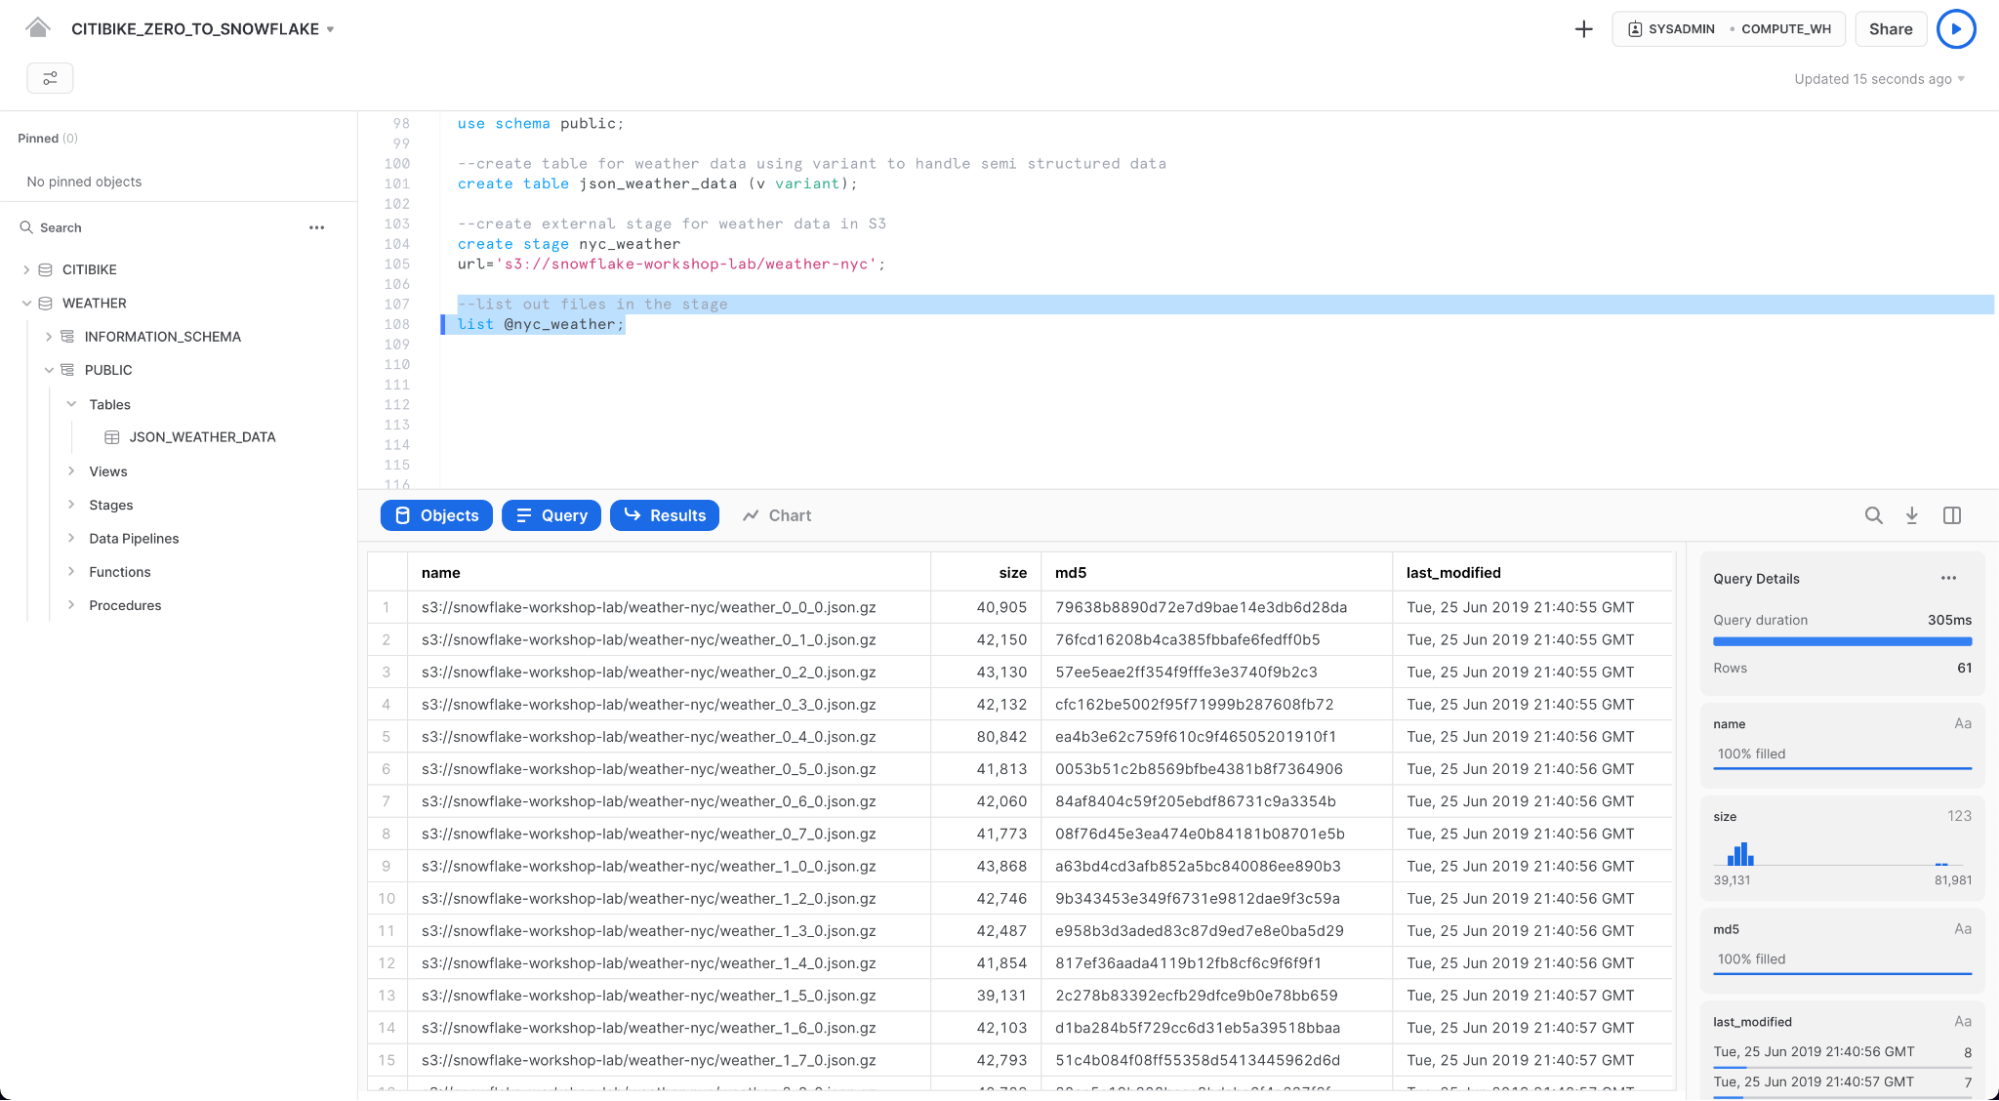 CITIBIKE_ZERO_TO_SNOWFLAKE
SYSADMIN • COMPUTE_WH
Share
Updated 15 seconds ago
Pinned (0)
No pinned objects
Search
CITIBIKE
WEATHER
INFORMATION_SCHEMA
PUBLIC
Tables
JSON_WEATHER_DATA
Views
Stages
Data Pipelines
Functions
Procedures
98 use schema public;
99
100 --create table for weather data using variant to handle semi structured data
101 create table json_weather_data (v variant);
102
103 --create external stage for weather data in S3
104 create stage nyc_weather
105 url='s3://snowflake-workshop-lab/weather-nyc';
106
107 --list out files in the stage
108 list @nyc_weather;
109
110
111
112
113
114
115
116
Objects Query Results Chart
name size md5 last_modified
1 s3://snowflake-workshop-lab/weather-nyc/weather_0_0_0.json.gz 40,905 79638b8890d72e7d9bae14e3db6d28da Tue, 25 Jun 2019 21:40:55 GMT
2 s3://snowflake-workshop-lab/weather-nyc/weather_0_1_0.json.gz 42,150 76fcd16208b4ca385fbbafe6fedff0b5 Tue, 25 Jun 2019 21:40:55 GMT
3 s3://snowflake-workshop-lab/weather-nyc/weather_0_2_0.json.gz 43,130 57ee5eae2ff354f9fffe3e3740f9b2c3 Tue, 25 Jun 2019 21:40:55 GMT
4 s3://snowflake-workshop-lab/weather-nyc/weather_0_3_0.json.gz 42,132 cfc162be5002f95f71999b287608fb72 Tue, 25 Jun 2019 21:40:55 GMT
5 s3://snowflake-workshop-lab/weather-nyc/weather_0_4_0.json.gz 80,842 ea4b3e62c759f610c9f46505201910f1 Tue, 25 Jun 2019 21:40:56 GMT
6 s3://snowflake-workshop-lab/weather-nyc/weather_0_5_0.json.gz 41,813 0053b51c2b8569bfbe4381b8f7364906 Tue, 25 Jun 2019 21:40:56 GMT
7 s3://snowflake-workshop-lab/weather-nyc/weather_0_6_0.json.gz 42,060 84af8404c59f205ebdf86731c9a3354b Tue, 25 Jun 2019 21:40:56 GMT
8 s3://snowflake-workshop-lab/weather-nyc/weather_0_7_0.json.gz 41,773 08f76d45e3ea474e0b84181b08701e5b Tue, 25 Jun 2019 21:40:56 GMT
9 s3://snowflake-workshop-lab/weather-nyc/weather_1_0_0.json.gz 43,868 a63bd4cd3afb852a5bc840086ee890b3 Tue, 25 Jun 2019 21:40:56 GMT
10 s3://snowflake-workshop-lab/weather-nyc/weather_1_2_0.json.gz 42,746 9b343453e349f6731e9812dae9f3c59a Tue, 25 Jun 2019 21:40:56 GMT
11 s3://snowflake-workshop-lab/weather-nyc/weather_1_3_0.json.gz 42,487 e958b3d3aded83c87d9ed7e8e0ba5d29 Tue, 25 Jun 2019 21:40:56 GMT
12 s3://snowflake-workshop-lab/weather-nyc/weather_1_4_0.json.gz 41,854 817ef36aada4119b12fb8cf6c9f6f9f1 Tue, 25 Jun 2019 21:40:56 GMT
13 s3://snowflake-workshop-lab/weather-nyc/weather_1_5_0.json.gz 39,131 2c278b83392ecfb29dfce9b0e78bb659 Tue, 25 Jun 2019 21:40:57 GMT
14 s3://snowflake-workshop-lab/weather-nyc/weather_1_6_0.json.gz 42,103 d1ba284b5f729cc6d31eb5a39518bbaa Tue, 25 Jun 2019 21:40:57 GMT
15 s3://snowflake-workshop-lab/weather-nyc/weather_1_7_0.json.gz 42,793 51c4b084f08ff55358d5413445962d6d Tue, 25 Jun 2019 21:40:57 GMT
Query Details
Query duration 305ms
Rows 61
name Aa
100% filled
size 123
39,131 81,981
md5 Aa
100% filled
last_modified Aa
Tue, 25 Jun 2019 21:40:56 GMT 8
Tue, 25 Jun 2019 21:40:57 GMT 7